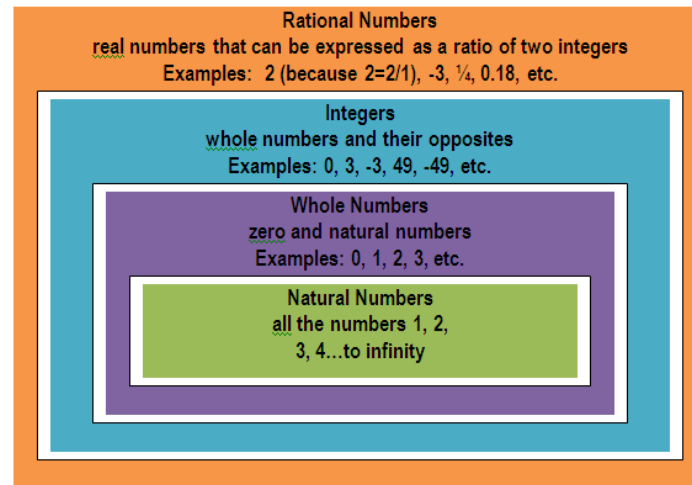 Rational Numbers
real numbers that can be expressed as a ratio of two integers
Examples:  2 (because 2=2/1), -3, ¼, 0.18, etc.
Integers
whole numbers and their opposites
Examples: 0, 3, -3, 49, -49, etc.
Whole Numbers
zero and natural numbers
Examples: 0, 1, 2, 3, etc.
Natural Numbers
all the numbers 1, 2,
3, 4…to infinity